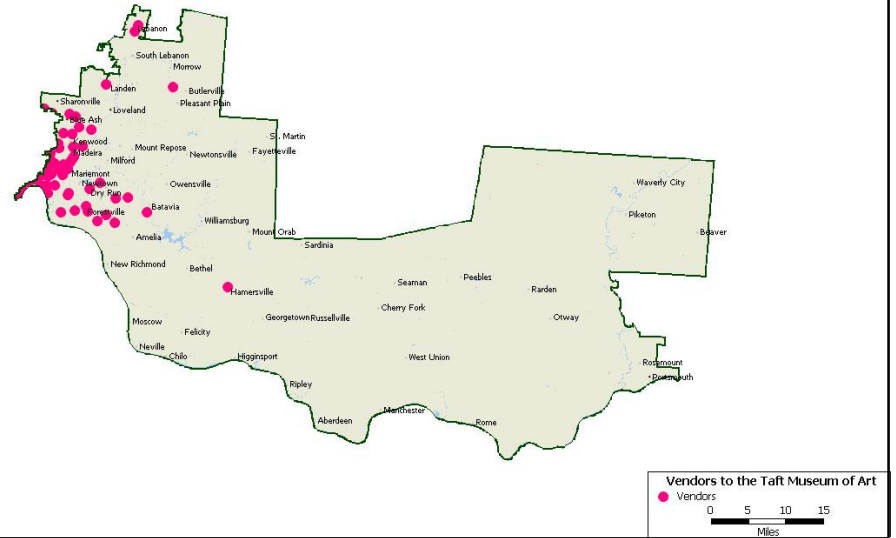 Lebanon
South Lebanon
Morrow
Landen
Butlerville
Sharonville
Pleasant Plain
Loveland
Blue Ash
St. Martin
Kenwood
Mount Repose
Fayetteville
Madeira
Newtonsville
Milford
Mariemont
Waverly City
Newtown
Owensville
Dry Run
Batavia
Forestville
Piketon
Williamsburg
Mount Orab
Beaver
Amelia
Sardinia
New Richmond
Bethel
Peebles
Seaman
Hamersville
Rarden
Cherry Fork
Moscow
Georgetown
Russellville
Otway
Felicity
Neville
Chilo
Higginsport
West Union
Rosemount
Portsmouth
Ripley
Manchester
Aberdeen
Rome
Vendors to the Taft Museum of Art
Vendors
0 5 10 15
Miles